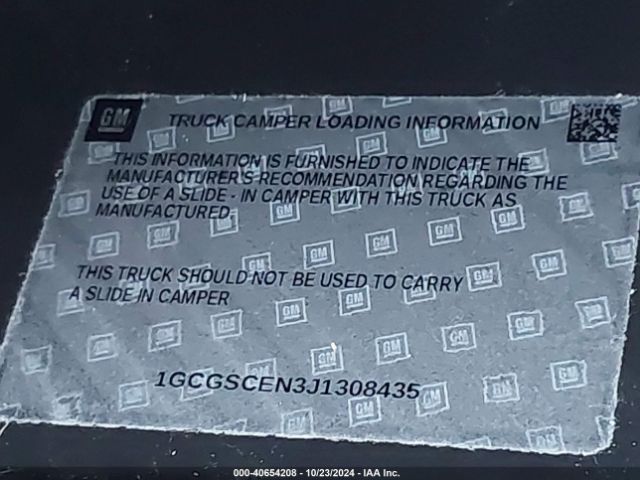 GM
TRUCK CAMPER LOADING INFORMATION
THIS INFORMATION IS FURNISHED TO INDICATE THE
MANUFACTURER'S RECOMMENDATION REGARDING THE
USE OF A SLIDE - IN CAMPER WITH THIS TRUCK AS
MANUFACTURED.
THIS TRUCK SHOULD NOT BE USED TO CARRY
A SLIDE IN CAMPER
1GCGSCEN3J1308435
000-40654208 - 10/23/2024 - IAA Inc.